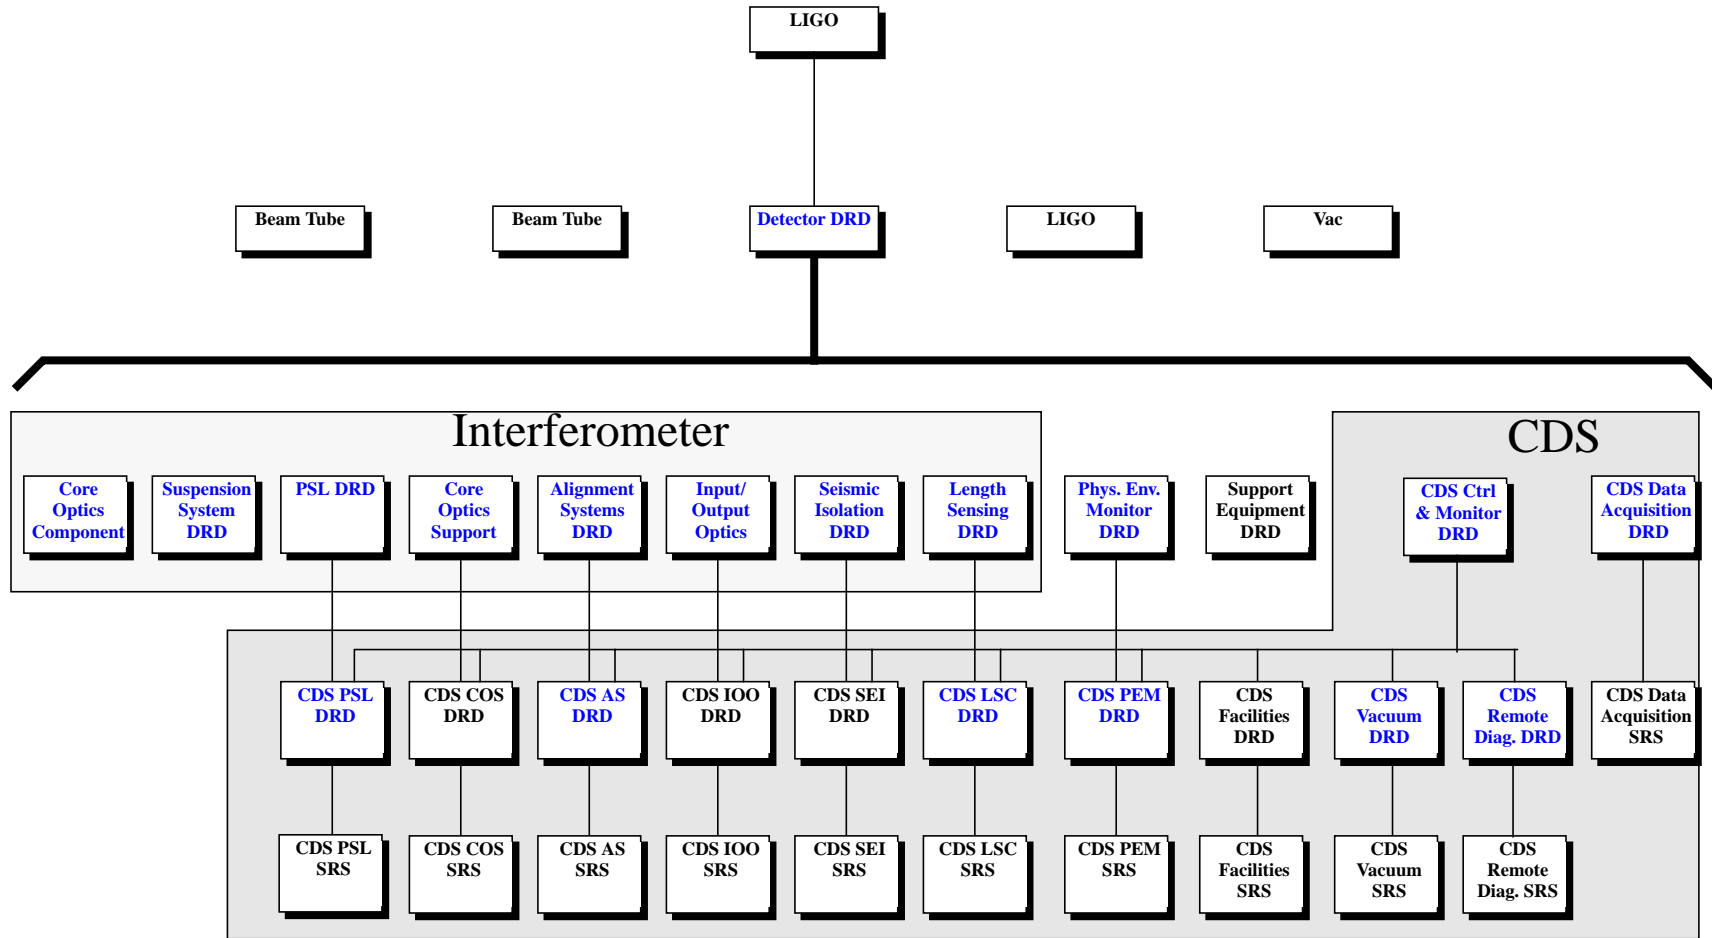 LIGO
Beam Tube
Beam Tube
Detector DRD
LIGO
Vac
Interferometer
CDS
Core
Optics
Component
Suspension
System
DRD
PSL DRD
Core
Optics
Support
Alignment
Systems
DRD
Input/
Output
Optics
Seismic
Isolation
DRD
Length
Sensing
DRD
Phys. Env.
Monitor
DRD
Support
Equipment
DRD
CDS Ctrl
& Monitor
DRD
CDS Data
Acquisition
DRD
CDS PSL
DRD
CDS COS
DRD
CDS AS
DRD
CDS IOO
DRD
CDS SEI
DRD
CDS LSC
DRD
CDS PEM
DRD
CDS
Facilities
DRD
CDS
Vacuum
DRD
CDS
Remote
Diag. DRD
CDS Data
Acquisition
SRS
CDS PSL
SRS
CDS COS
SRS
CDS AS
SRS
CDS IOO
SRS
CDS SEI
SRS
CDS LSC
SRS
CDS PEM
SRS
CDS
Facilities
SRS
CDS
Vacuum
SRS
CDS
Remote
Diag. SRS